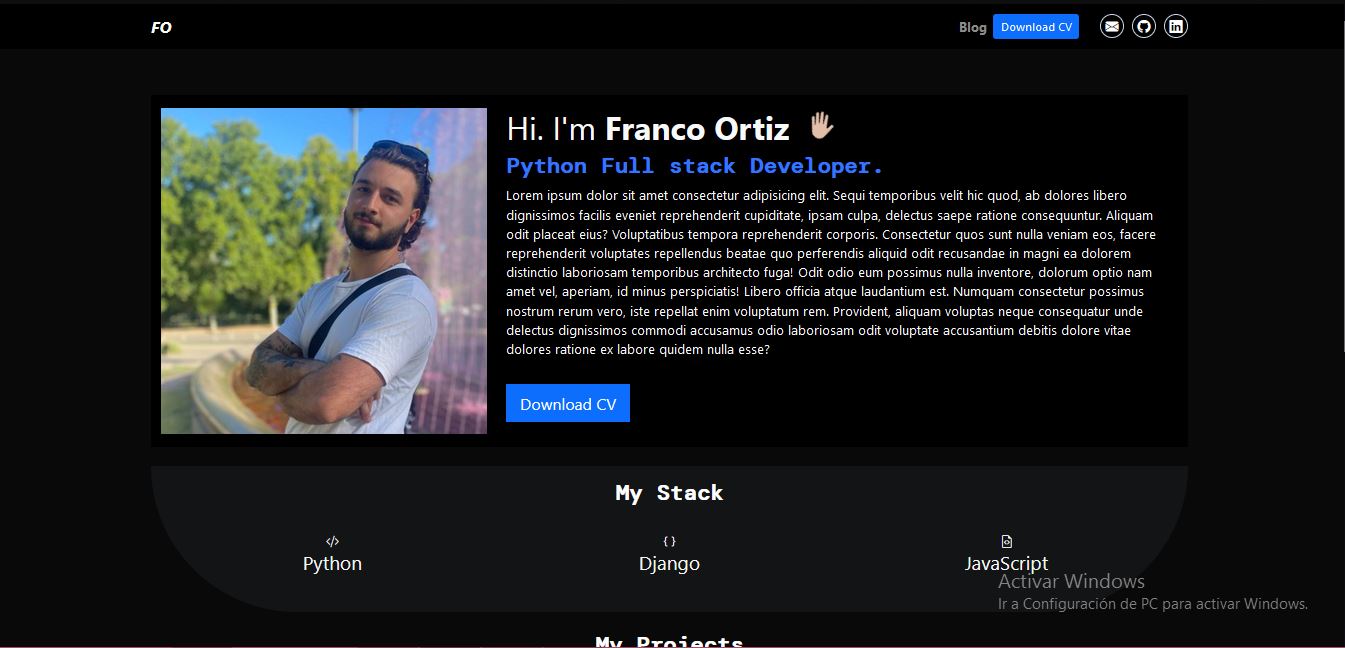 FO
Blog Download CV
Hi. I'm Franco Ortiz
Python Full stack Developer.
Lorem ipsum dolor sit amet consectetur adipisicing elit. Sequi temporibus velit hic quod, ab dolores libero
dignissimos facilis eveniet reprehenderit cupiditate, ipsam culpa, delectus saepe ratione consequuntur. Aliquam
odit placeat eius? Voluptatibus tempora reprehenderit corporis. Consectetur quos sunt nulla veniam eos, facere
reprehenderit voluptates repellendus beatae quo perferendis aliquid odit recusandae in magni ea dolorem
distinctio laboriosam temporibus architecto fuga! Odit odio eum possimus nulla inventore, dolorum optio nam
amet vel, aperiam, id minus perspiciatis! Libero officia atque laudantium est. Numquam consectetur possimus
nostrum rerum vero, iste repellat enim voluptatum rem. Provident, aliquam voluptas neque consequatur unde
delectus dignissimos commodi accusamus odio laboriosam odit voluptate accusantium debitis dolore vitae
dolores ratione ex labore quidem nulla esse?
Download CV
My Stack
Python
Django
JavaScript
Activar Windows
Ir a Configuración de PC para activar Windows.
My Projects